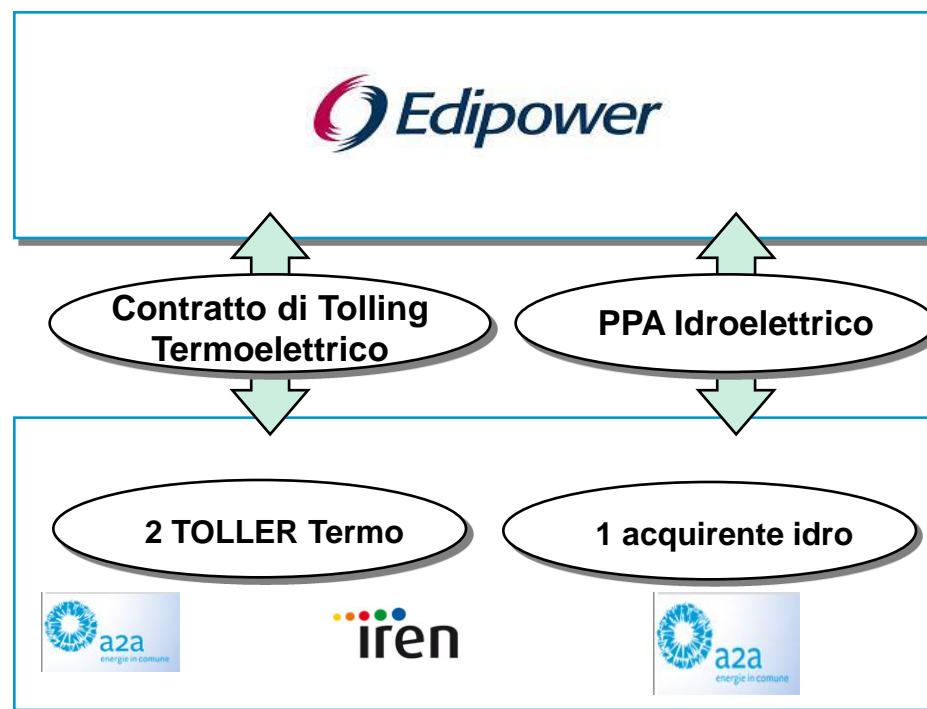 Edipower
Contratto di Tolling
Termoelettrico
PPA Idroelettrico
2 TOLLER Termo
1 acquirente idro
a2a
energie in comune
iren
a2a
energie in comune